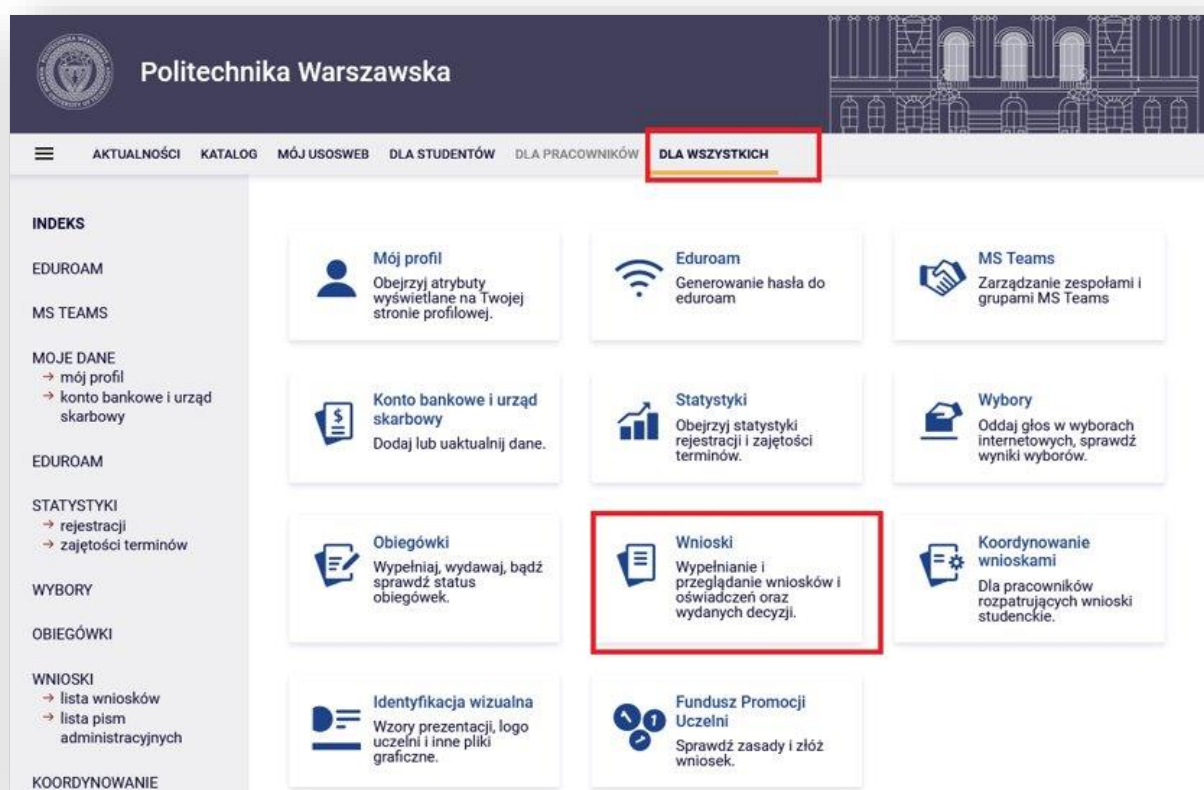 Politechnika Warszawska
AKTUALNOŚCI KATALOG MÓJ USOSWEB DLA STUDENTÓW DLA PRACOWNIKÓW DLA WSZYSTKICH
INDEKS
EDUROAM
MS TEAMS
MOJE DANE
→ mój profil
→ konto bankowe i urząd
skarbowy
EDUROAM
STATYSTYKI
→ rejestracji
→ zajętości terminów
WYBORY
OBIEGÓWKI
WNIOSKI
→ lista wniosków
→ lista pism
administracyjnych
KOORDYNOWANIE
Mój profil
Obejrzyj atrybuty
wyświetlane na Twojej
stronie profilowej.
Eduroam
Generowanie hasła do
eduroam
MS Teams
Zarządzanie zespołami i
grupami MS Teams
Konto bankowe i urząd
skarbowy
Dodaj lub uaktualnij dane.
Statystyki
Obejrzyj statystyki
rejestracji i zajętości
terminów.
Wybory
Oddaj głos w wyborach
internetowych, sprawdź
wyniki wyborów.
Obiegówki
Wypełniaj, wydawaj, bądź
sprawdź status
obiegówek.
Wnioski
Wypełnianie i
przeglądanie wniosków i
oświadczeń oraz
wydanych decyzji.
Koordynowanie
wnioskami
Dla pracowników
rozpatrujących wnioski
studenckie.
Identyfikacja wizualna
Wzory prezentacji, logo
uczelni i inne pliki
graficzne.
Fundusz Promocji
Uczelni
Sprawdź zasady i złóż
wniosek.